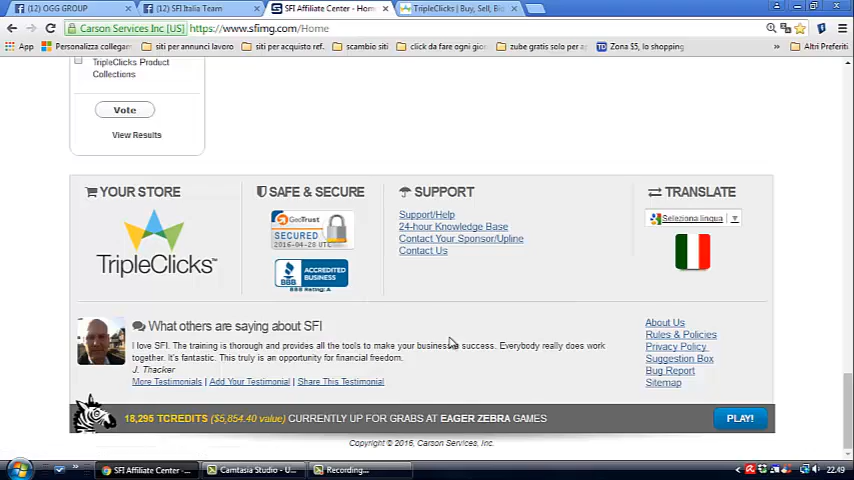 (12) OGG GROUP
(12) SFI Italia Team
SFI Affiliate Center - Home
TripleClicks | Buy, Sell, Bid
Carson Services Inc [US]
https://www.sfimg.com/Home
App
Personalizza collegam
siti per annunci lavoro
siti per acquisto ref.
scambio siti
click da fare ogni gior
zube gratis solo per a
Zona $5, lo shopping
Altri Preferiti
TripleClicks Product
Collections
Vote
View Results
YOUR STORE
TripleClicks™
SAFE & SECURE
GeoTrust
SECURED
2016-04-28 UTC
BBB
ACCREDITED
BUSINESS
BBB Rating: A
SUPPORT
Support/Help
24-hour Knowledge Base
Contact Your Sponsor/Upline
Contact Us
TRANSLATE
Seleziona lingua
What others are saying about SFI
I love SFI. The training is thorough and provides all the tools to make your business success. Everybody really does work
together. It's fantastic. This truly is an opportunity for financial freedom.
J. Thacker
More Testimonials | Add Your Testimonial | Share This Testimonial
About Us
Rules & Policies
Privacy Policy
Suggestion Box
Bug Report
Sitemap
18,295 TCREDITS ($5,854.40 value) CURRENTLY UP FOR GRABS AT EAGER ZEBRA GAMES
PLAY!
Copyright © 2016, Carson Services, Inc.
SFI Affiliate Center -...
Camtasia Studio - U...
Recording...
22.49